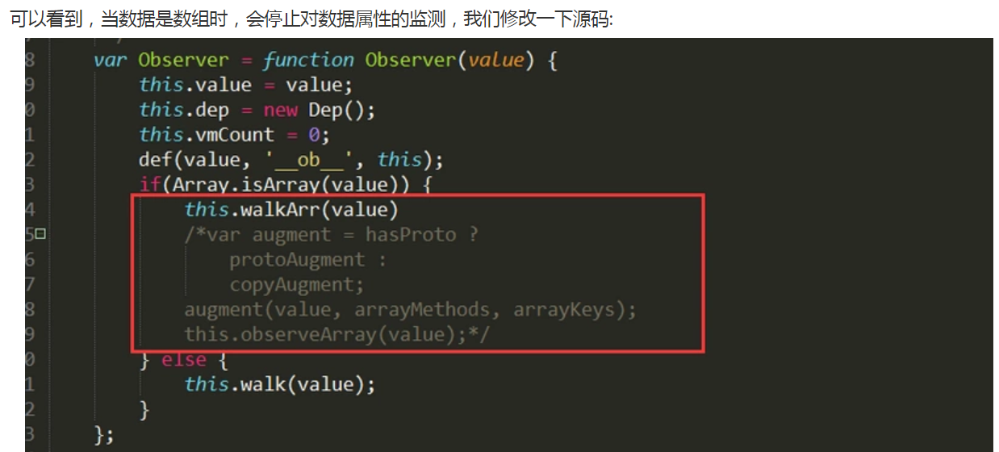 可以看到，当数据是数组时，会停止对数据属性的监测，我们修改一下源码:
8 var Observer = function Observer(value) {
9 this.value = value;
0 this.dep = new Dep();
1 this.vmCount = 0;
2 def(value, '__ob__', this);
3 if(Array.isArray(value)) {
4 this.walkArr(value)
5 /*var augment = hasProto ?
6 protoAugment :
7 copyAugment;
8 augment(value, arrayMethods, arrayKeys);
9 this.observeArray(value);*/
0 } else {
1 this.walk(value);
2 }
3 };